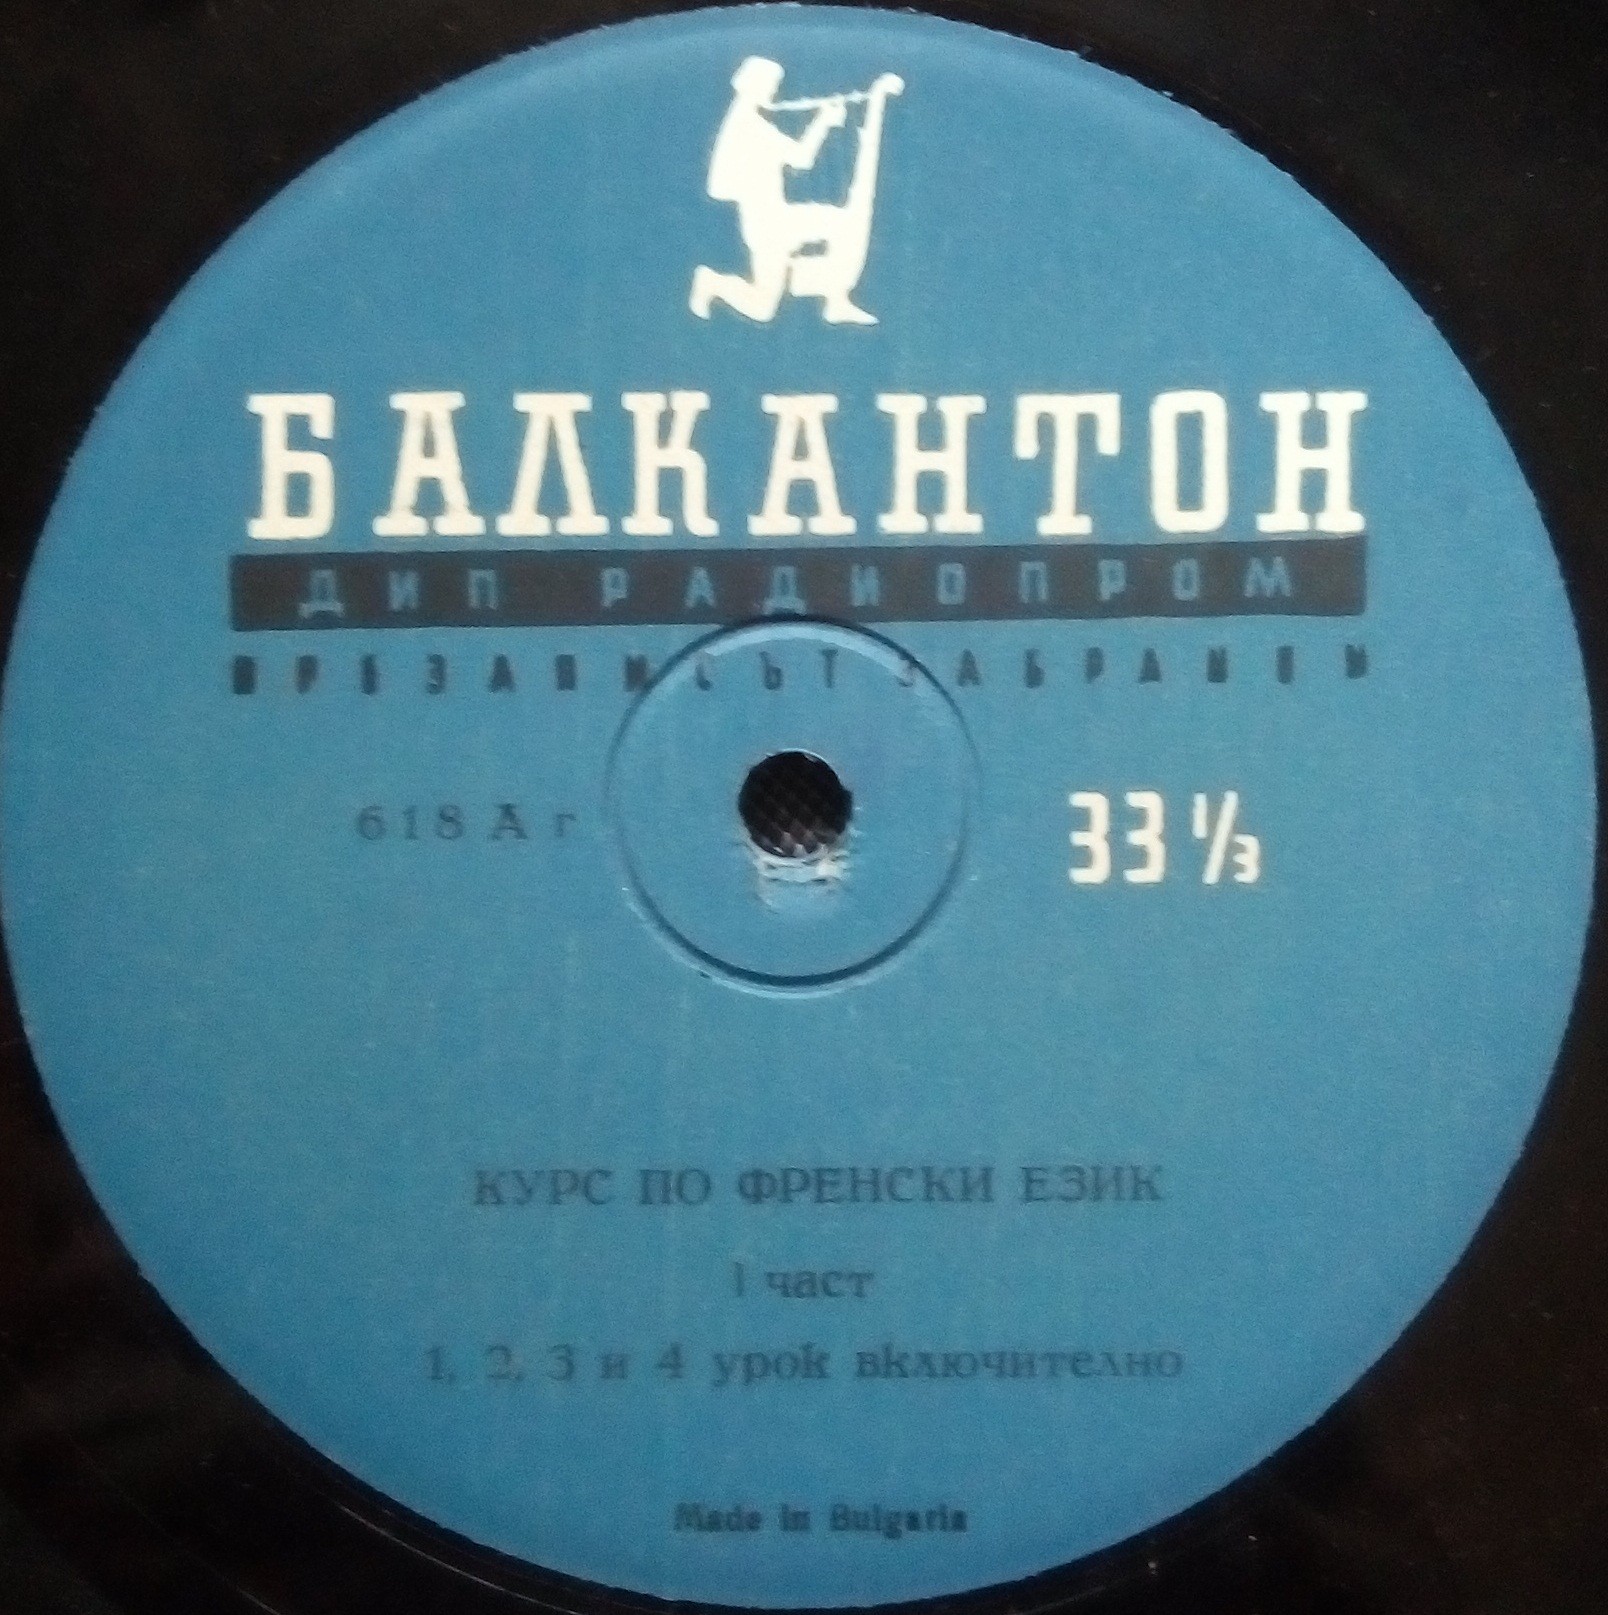 БАЛКАНТОН
ДИП РАДИОПРОМ
ПРЕЗАПИСЪТ ЗАБРАНЕН
618 А г
33 1/3
КУРС ПО ФРЕНСКИ ЕЗИК
I част
1, 2, 3 и 4 урок включително
Made in Bulgaria